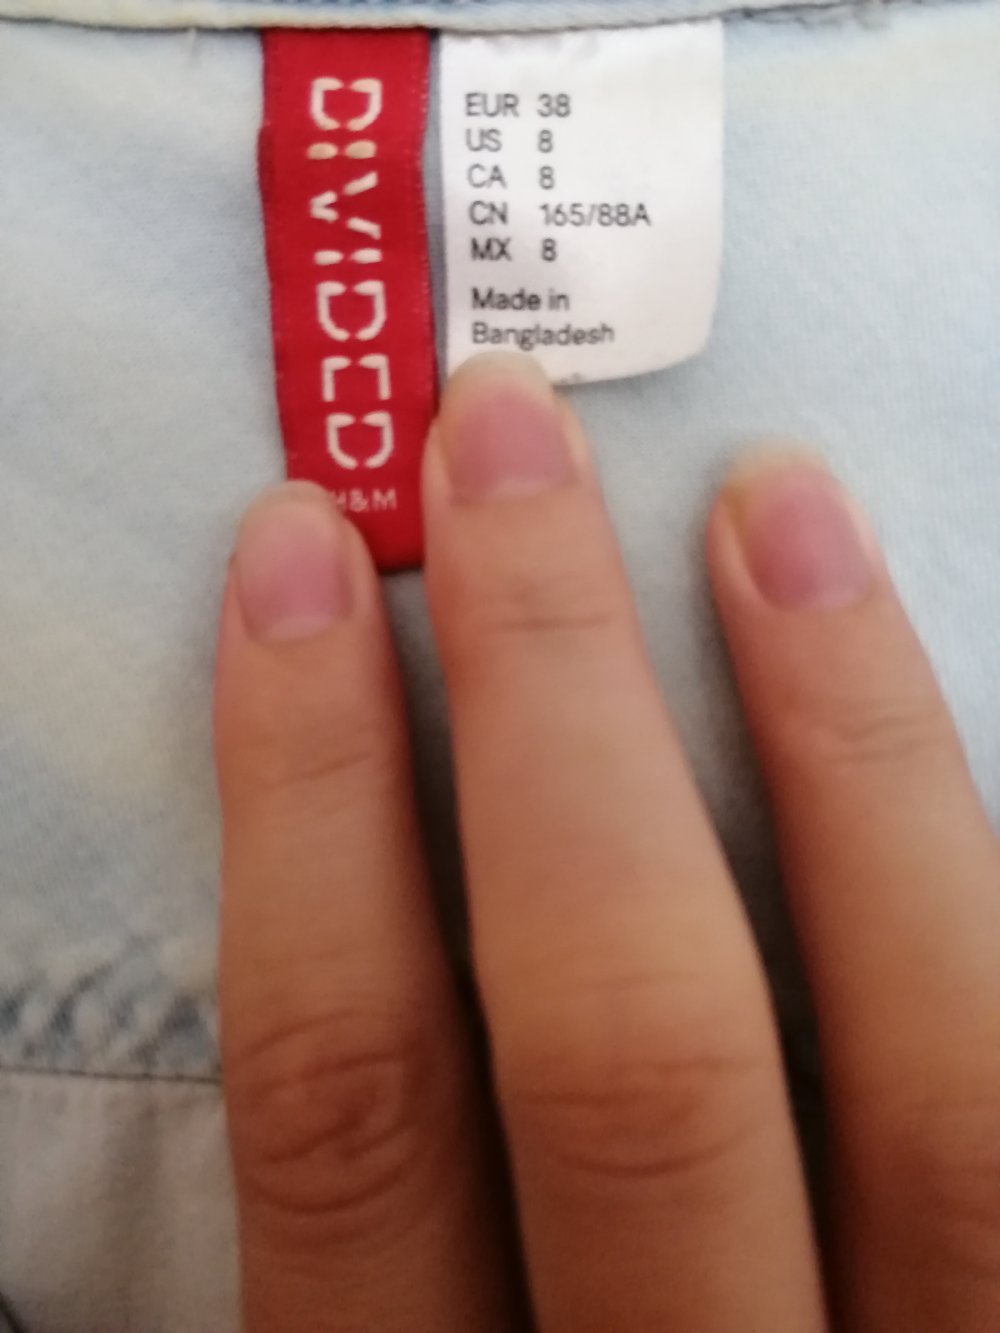 DIVIDED
H&M
EUR 38
US 8
CA 8
CN 165/88A
MX 8
Made in
Bangladesh